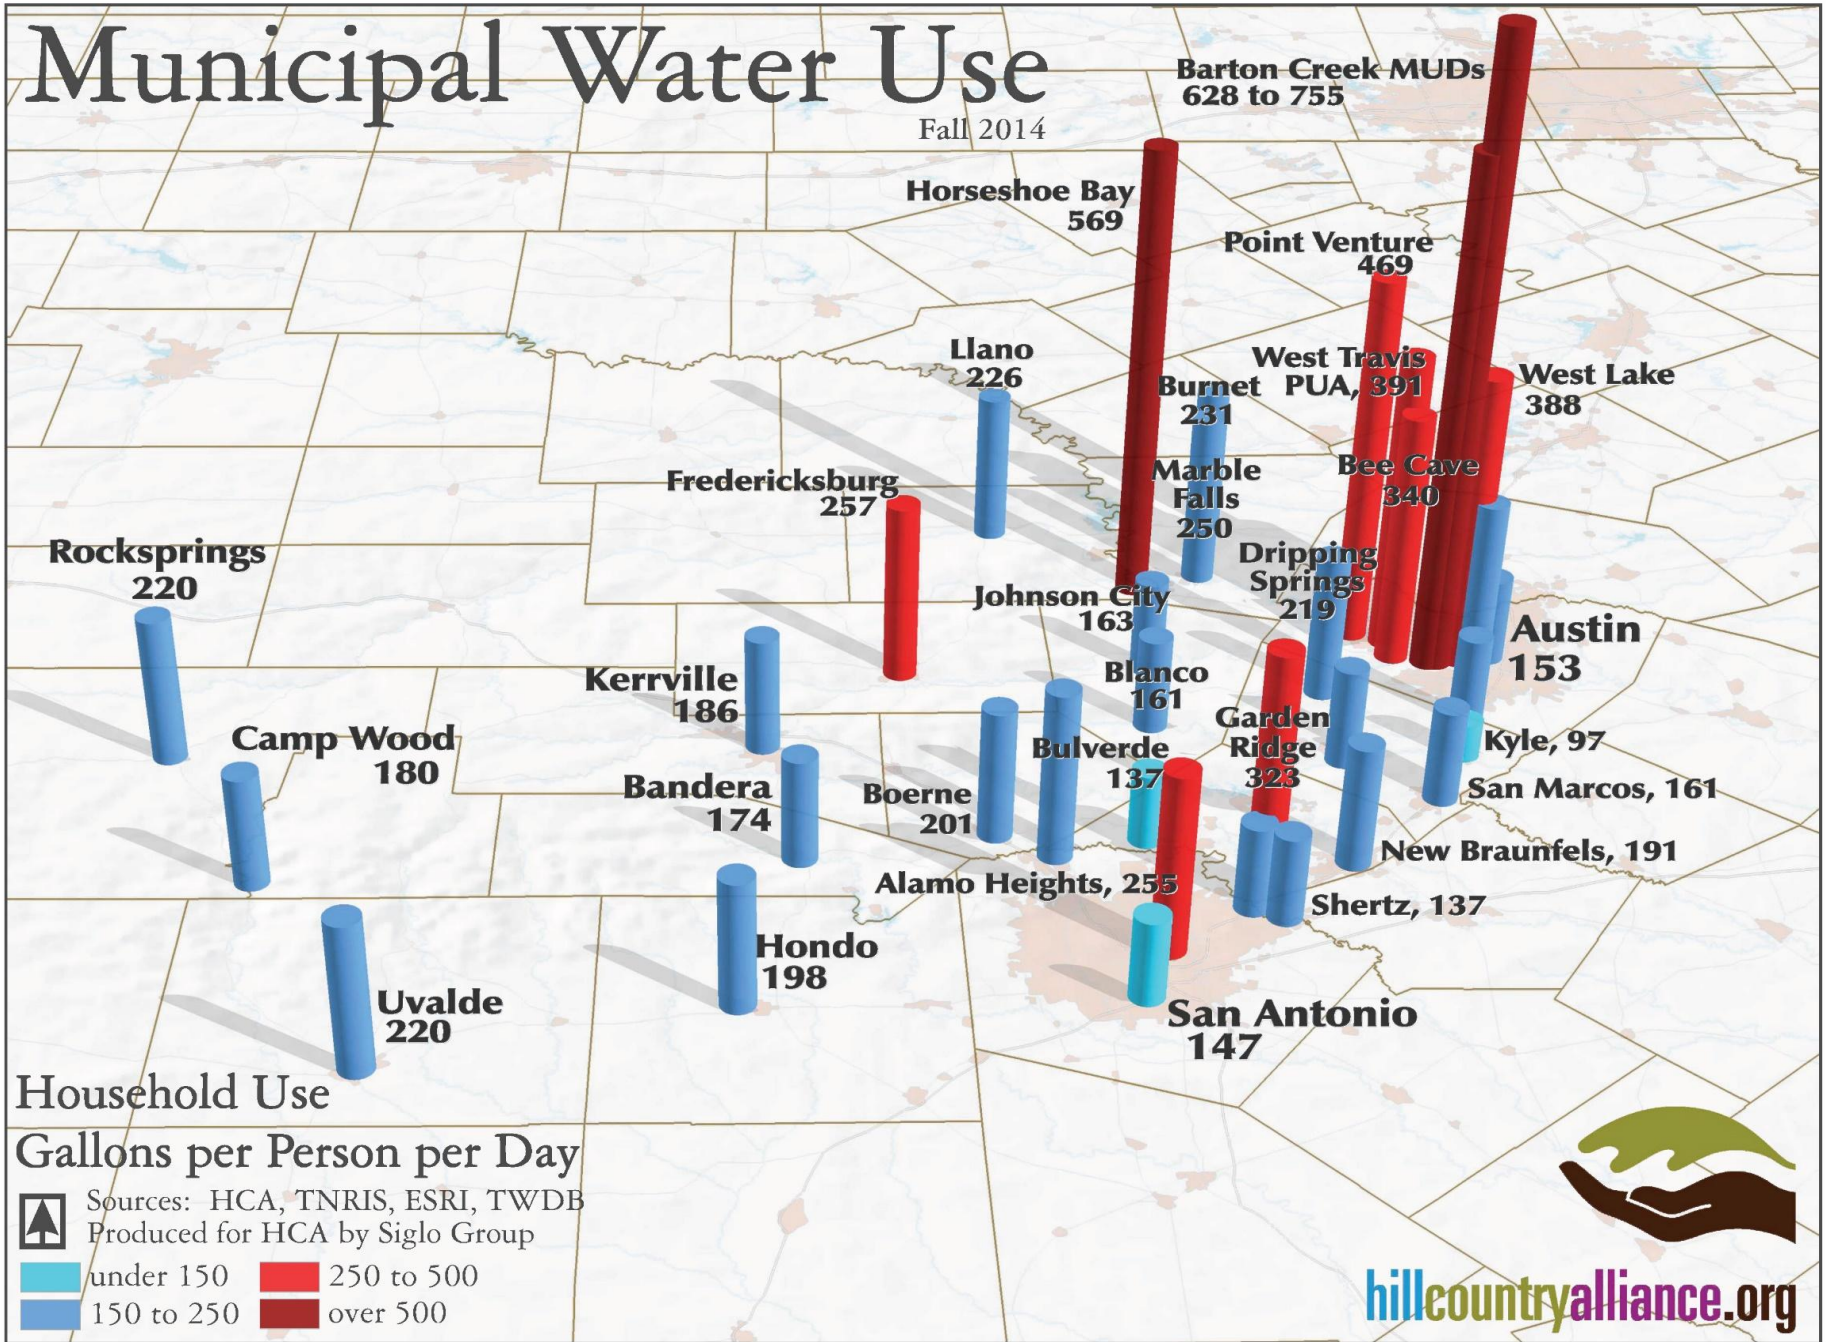 Municipal Water Use
Fall 2014
Barton Creek MUDs
628 to 755
Horseshoe Bay
569
Point Venture
469
Llano
226
Burnet
231
West Travis
PUA, 391
West Lake
388
Marble
Falls
250
Bee Cave
340
Fredericksburg
257
Rocksprings
220
Dripping
Springs
219
Johnson City
163
Austin
153
Kerrville
186
Blanco
161
Camp Wood
180
Garden
Ridge
323
Kyle, 97
Bulverde
137
San Marcos, 161
Bandera
174
Boerne
201
New Braunfels, 191
Alamo Heights, 255
Shertz, 137
Hondo
198
Uvalde
220
San Antonio
147
Household Use
Gallons per Person per Day
Sources: HCA, TNRIS, ESRI, TWDB
Produced for HCA by Siglo Group
under 150
250 to 500
150 to 250
over 500
hillcountryalliance.org